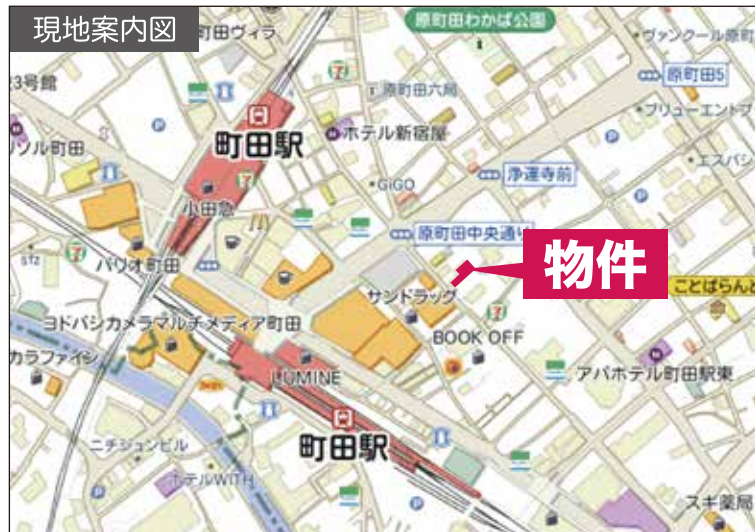 現地案内図
町田ヴィラ
原町田わかば公園
ヴァンクール原町
3号館
原町田六局
原町田5
町田駅
ホテル新宿屋
ブリューエント
ソル町田
エスパシ
GiGO
浄運寺前
小田急
原町田中央通り
stz
パリオ町田
物件
サンドラッグ
ことばらんど
ヨドバシカメラマルチメディア町田
BOOK OFF
カラファイン
LUMINE
アパホテル町田駅東
町田駅
ニチジョンビル
ホテルWITH
スギ薬局